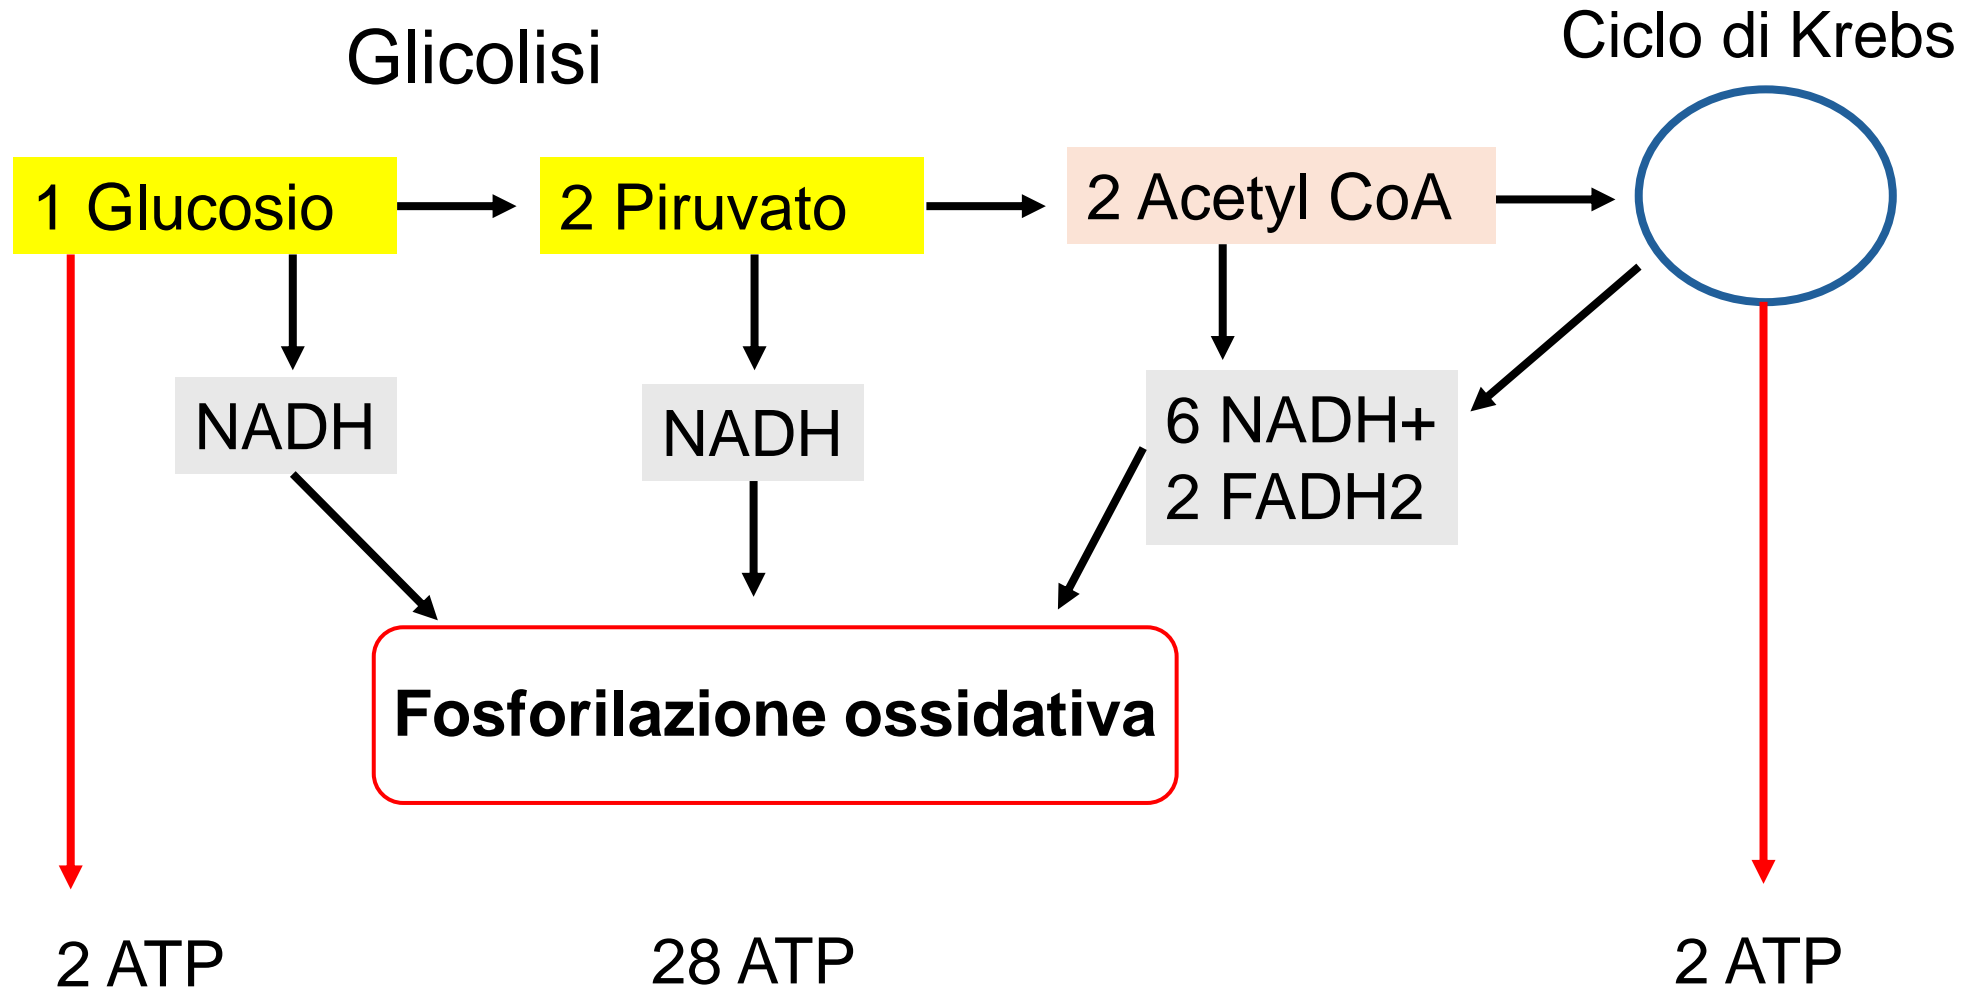 Glicolisi
Ciclo di Krebs
1 Glucosio
2 Piruvato
2 Acetyl CoA
NADH
NADH
6 NADH+
2 FADH2
Fosforilazione ossidativa
2 ATP
28 ATP
2 ATP